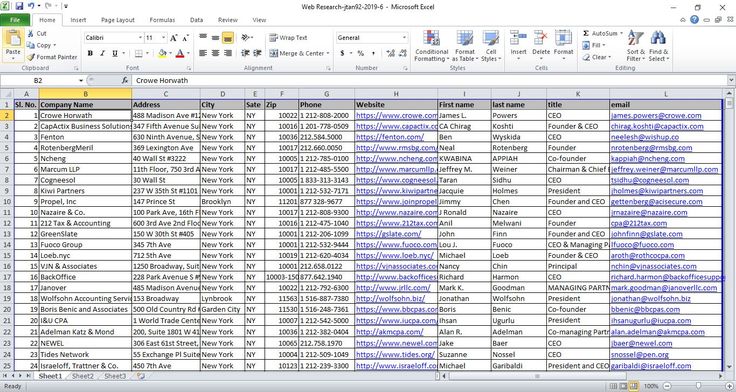 Web Research-jtan92-2019-6 - Microsoft Excel
File Home Insert Page Layout Formulas Data Review View
Paste Cut Copy Format Painter Clipboard
Calibri 11 Font
Wrap Text Merge & Center Alignment
General Number
Conditional Formatting Format as Table Cell Styles Styles
Insert Delete Format Cells
AutoSum Fill Clear Sort & Filter Find & Select Editing
B2 fx Crowe Horwath
A B C D E F G H I J K L
1 Sl. No. Company Name Address City Sate Zip Phone Website First name last name title email
2 1 Crowe Horwath 488 Madison Ave #12 New York NY 10022 1 212-808-2000 https://www.crowe.com James L. Powers CEO james.powers@crowe.com
3 2 CapActix Business Solutions 347 Fifth Avenue Su New York NY 10016 1 201-778-0509 https://www.capactix.co CA Chirag Koshti Founder & CEO chirag.koshti@capactix.com
4 3 Fenton 630 Ninth Avenue, S New York NY 10036 212.584.5000 https://fenton.com/ Ben Wyskida CEO neelesh@wishup.co
5 4 RotenbergMeril 369 Lexington Ave New York NY 10017 212.660.0050 http://www.rmsbg.com/ Neal Rotenberg Founder nrotenberg@rmsbg.com
6 5 Ncheng 40 Wall St #3222 New York NY 10005 1 212-785-0100 https://www.ncheng.com KWABINA APPIAH Co-founder kappiah@ncheng.com
7 6 Marcum LLP 11th Floor, 750 3rd A New York NY 10017 1 212-485-5500 https://www.marcumllp. Jeffrey M. Weiner Chairman & Chief jeffrey.weiner@marcumllp.com
8 7 Cogneesol 30 Wall St New York NY 10005 1 646-tsidhu@cogneesol.com
9 8 Kiwi Partners 237 W 35th St #1101 New York NY 10001 1 212-532-7171 https://www.kiwipartne Jogile Holmes President jholmes@kiwipartners.com
10 9 Propel, Inc 147 Prince St Brooklyn NY 11201 877 328-9677 https://www.joinpropel Jimmy Chen Founder and CEO gettenberg@acisecure.com
11 10 Nazaire & Co. 100 Park Ave, 16th F New York NY 10017 1 212-808-9300 https://www.nazaire.com J Ronald Nazaire CEO jrnazaire@nazaire.com
12 11 212 Tax & Accounting 600 3rd Ave 2nd Floo New York NY 10016 1 212-475-1040 https://www.212tax.com Anil Melwani Founder cpa@212tax.com
13 12 GreenSlate 150 W 30th St #405 New York NY 10001 1 212-206-1099 https://gslate.com/ John Finn Founder and CEO johnfinn@gslate.com
14 13 Fuoco Group 345 7th Ave New York NY 10001 1 212-532-9444 https://fuoco.com/ Lou J. Fuoco CEO & Managing Pa lfuoco@fuoco.com
15 14 Loeb.nyc 712 5th Ave New York NY 10019 1 212-620-4034 https://www.loeb.nyc/ Michael Loeb Founder & CEO aroth@rothcocpa.com
16 15 VJN & Associates 1250 Broadway, Suit New York NY 10001 212.658.0122 https://vjnassociates.com Nancy Chin Principal nchin@vjnassociates.com
17 16 BackOffice 228 Park Avenue S # New York NY 10003-150 877.642.1940 https://www.backoffices Richard Harmon CEO richard.harmon@backofficesuppo
18 17 Janover 485 Madison Ave New York NY 10022 1 212-792-6300 http://www.jrllc.com/ Mark K. Goodman MANAGING PARTN mark.goodman@janoverllc.com
19 18 Wolfsohn Accounting Servic 153 Broadway Lynbrook NY 11563 1 516-887-7380 http://wolfsohn.biz Jonathan Wolfsohn President jonathan@wolfsohn.biz
20 19 Boris Benic and Associates 500 Old Country Rd # Garden City NY 11530 1 516-248-7361 https://www.bbcpas.com Boris Benic Co-founder bbenic@bbcpas.com
21 20 I&U CPA 1 World Trade Center New York NY 10007 1 212-542-5000 https://www.iucpa.com Ihsan Ugurlu President ihsanugurlu@iucpa.com
22 21 Adelman Katz & Mond 200, Suite 1801 W 41 New York NY 10036 1 212-382-0404 https://akmcpa.com/ Alan R. Adelman Co-managing Partn alan.adelman@akmcpa.com
23 22 NEWEL 306 East 61st Street, New York NY 10065 212.758.1970 https://www.newel.com Jake Baer CEO jbaer@newel.com
24 23 Tides Network 55 Exchange Pl Suite New York NY 10004 1 212-509-1049 https://www.tides.org/ Suzanne Nossel CEO snossel@pen.org
25 24 Israeloff, Trattner & Co. 350 7th Ave New York NY 10123 1 212-239-3300 https://www.israeloff.com Michael Garibaldi President and CEO garibaldi@israeloff.com
Sheet1 Sheet2 Sheet3 100%